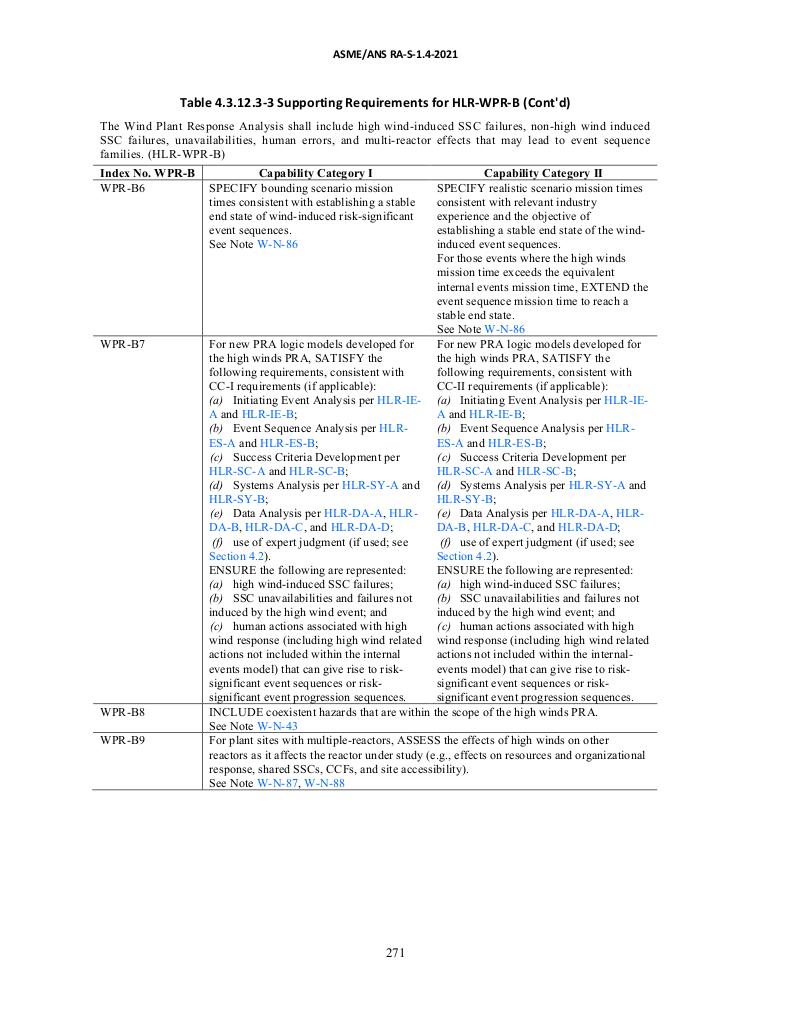 ASME/ANS RA-S-1.4-2021
Table 4.3.12.3-3 Supporting Requirements for HLR-WPR-B (Cont'd)
The Wind Plant Response Analysis shall include high wind-induced SSC failures, non-high wind induced
SSC failures, unavailabilities, human errors, and multi-reactor effects that may lead to event sequence
families. (HLR-WPR-B)
Index No. WPR-B
Capability Category I
Capability Category II
WPR-B6
SPECIFY bounding scenario mission
times consistent with establishing a stable
end state of wind-induced risk-significant
event sequences.
See Note W-N-86
SPECIFY realistic scenario mission times
consistent with relevant industry
experience and the objective of
establishing a stable end state of the wind-
induced event sequences.
For those events where the high winds
mission time exceeds the equivalent
internal events mission time, EXTEND the
event sequence mission time to reach a
stable end state.
See Note W-N-86
WPR-B7
For new PRA logic models developed for
the high winds PRA, SATISFY the
following requirements, consistent with
CC-I requirements (if applicable):
(a) Initiating Event Analysis per HLR-IE-
A and HLR-IE-B;
(b) Event Sequence Analysis per HLR-
ES-A and HLR-ES-B;
(c) Success Criteria Development per
HLR-SC-A and HLR-SC-B;
(d) Systems Analysis per HLR-SY-A and
HLR-SY-B;
(e) Data Analysis per HLR-DA-A, HLR-
DA-B, HLR-DA-C, and HLR-DA-D;
(f) use of expert judgment (if used; see
Section 4.2).
ENSURE the following are represented:
(a) high wind-induced SSC failures;
(b) SSC unavailabilities and failures not
induced by the high wind event; and
(c) human actions associated with high
wind response (including high wind related
actions not included within the internal
events model) that can give rise to risk-
significant event sequences or risk-
significant event progression sequences.
For new PRA logic models developed for
the high winds PRA, SATISFY the
following requirements, consistent with
CC-II requirements (if applicable):
(a) Initiating Event Analysis per HLR-IE-
A and HLR-IE-B;
(b) Event Sequence Analysis per HLR-
ES-A and HLR-ES-B;
(c) Success Criteria Development per
HLR-SC-A and HLR-SC-B;
(d) Systems Analysis per HLR-SY-A and
HLR-SY-B;
(e) Data Analysis per HLR-DA-A, HLR-
DA-B, HLR-DA-C, and HLR-DA-D;
(f) use of expert judgment (if used; see
Section 4.2).
ENSURE the following are represented:
(a) high wind-induced SSC failures;
(b) SSC unavailabilities and failures not
induced by the high wind event; and
(c) human actions associated with high
wind response (including high wind related
actions not included within the internal-
events model) that can give rise to risk-
significant event sequences or risk-
significant event progression sequences.
WPR-B8
INCLUDE coexistent hazards that are within the scope of the high winds PRA.
See Note W-N-43
WPR-B9
For plant sites with multiple-reactors, ASSESS the effects of high winds on other
reactors as it affects the reactor under study (e.g., effects on resources and organizational
response, shared SSCs, CCFs, and site accessibility).
See Note W-N-87, W-N-88
271